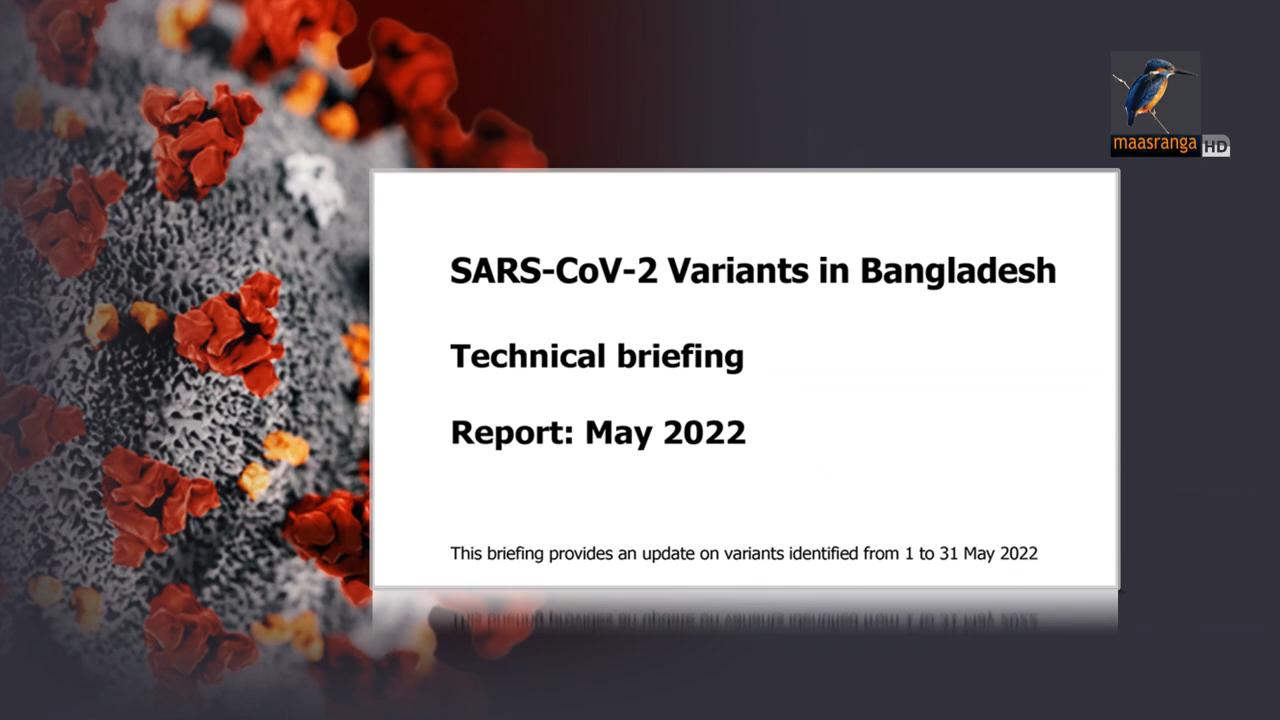 maasranga HD
SARS-CoV-2 Variants in Bangladesh
Technical briefing
Report: May 2022
This briefing provides an update on variants identified from 1 to 31 May 2022